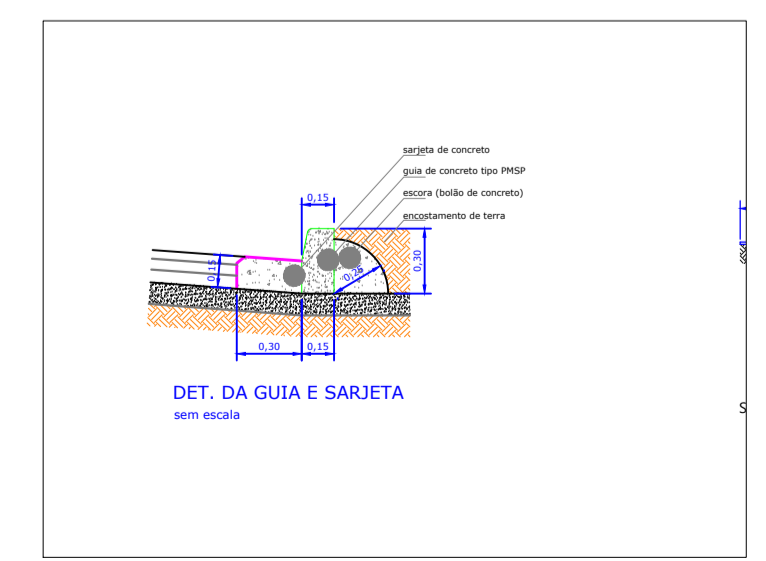 sarjeta de concreto
guia de concreto tipo PMSP
escora (bolão de concreto)
encostamento de terra
0,15
0,15
0,25
0,30
0,30
0,15
DET. DA GUIA E SARJETA
sem escala
S